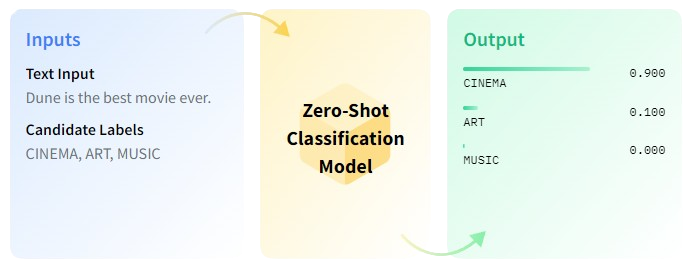 Inputs
Text Input
Dune is the best movie ever.
Candidate Labels
CINEMA, ART, MUSIC
Zero-Shot
Classification
Model
Output
CINEMA 0.900
ART 0.100
MUSIC 0.000